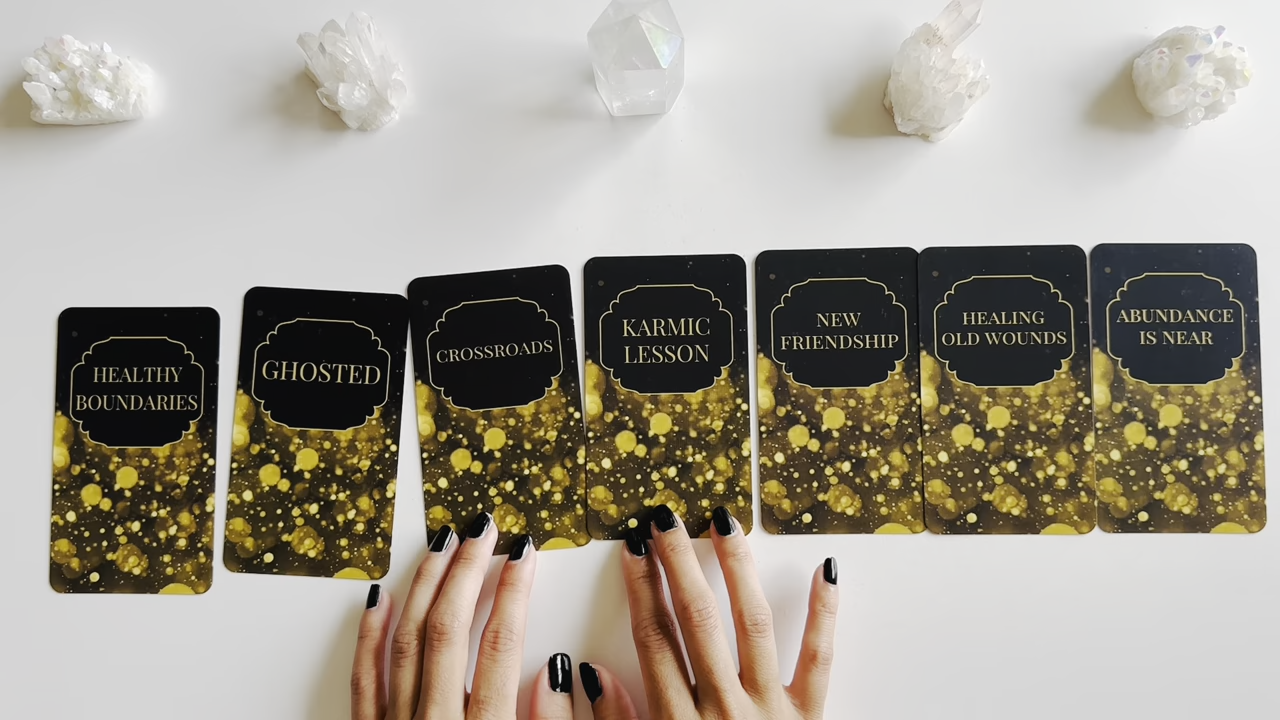 HEALTHY
BOUNDARIES
GHOSTED
CROSSROADS
KARMIC
LESSON
NEW
FRIENDSHIP
HEALING
OLD WOUNDS
ABUNDANCE
IS NEAR